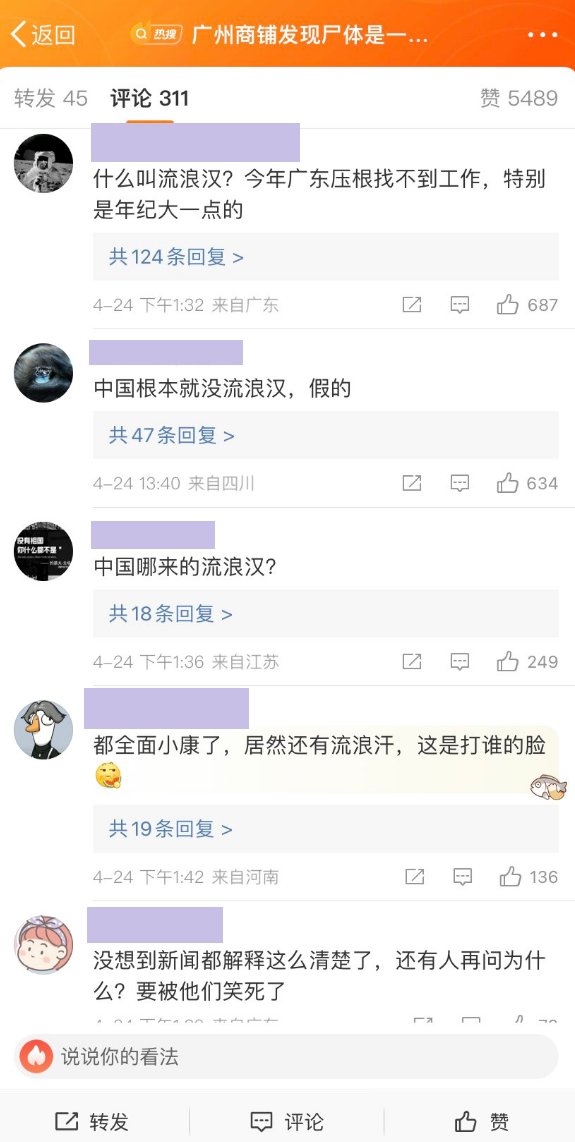 返回
热搜
广州商铺发现尸体是一...
转发 45
评论 311
赞 5489
什么叫流浪汉？今年广东压根找不到工作，特别
是年纪大一点的
共124条回复 >
4-24 下午1:32 来自广东
687
中国根本就没流浪汉，假的
共47条回复 >
4-24 13:40 来自四川
634
没有祖国
你什么都不是
中国哪来的流浪汉?
共18条回复 >
4-24 下午1:36 来自江苏
249
都全面小康了，居然还有流浪汗，这是打谁的脸
共19条回复 >
4-24 下午1:42 来自河南
136
没想到新闻都解释这么清楚了，还有人再问为什
么？要被他们笑死了
说说你的看法
转发
评论
赞